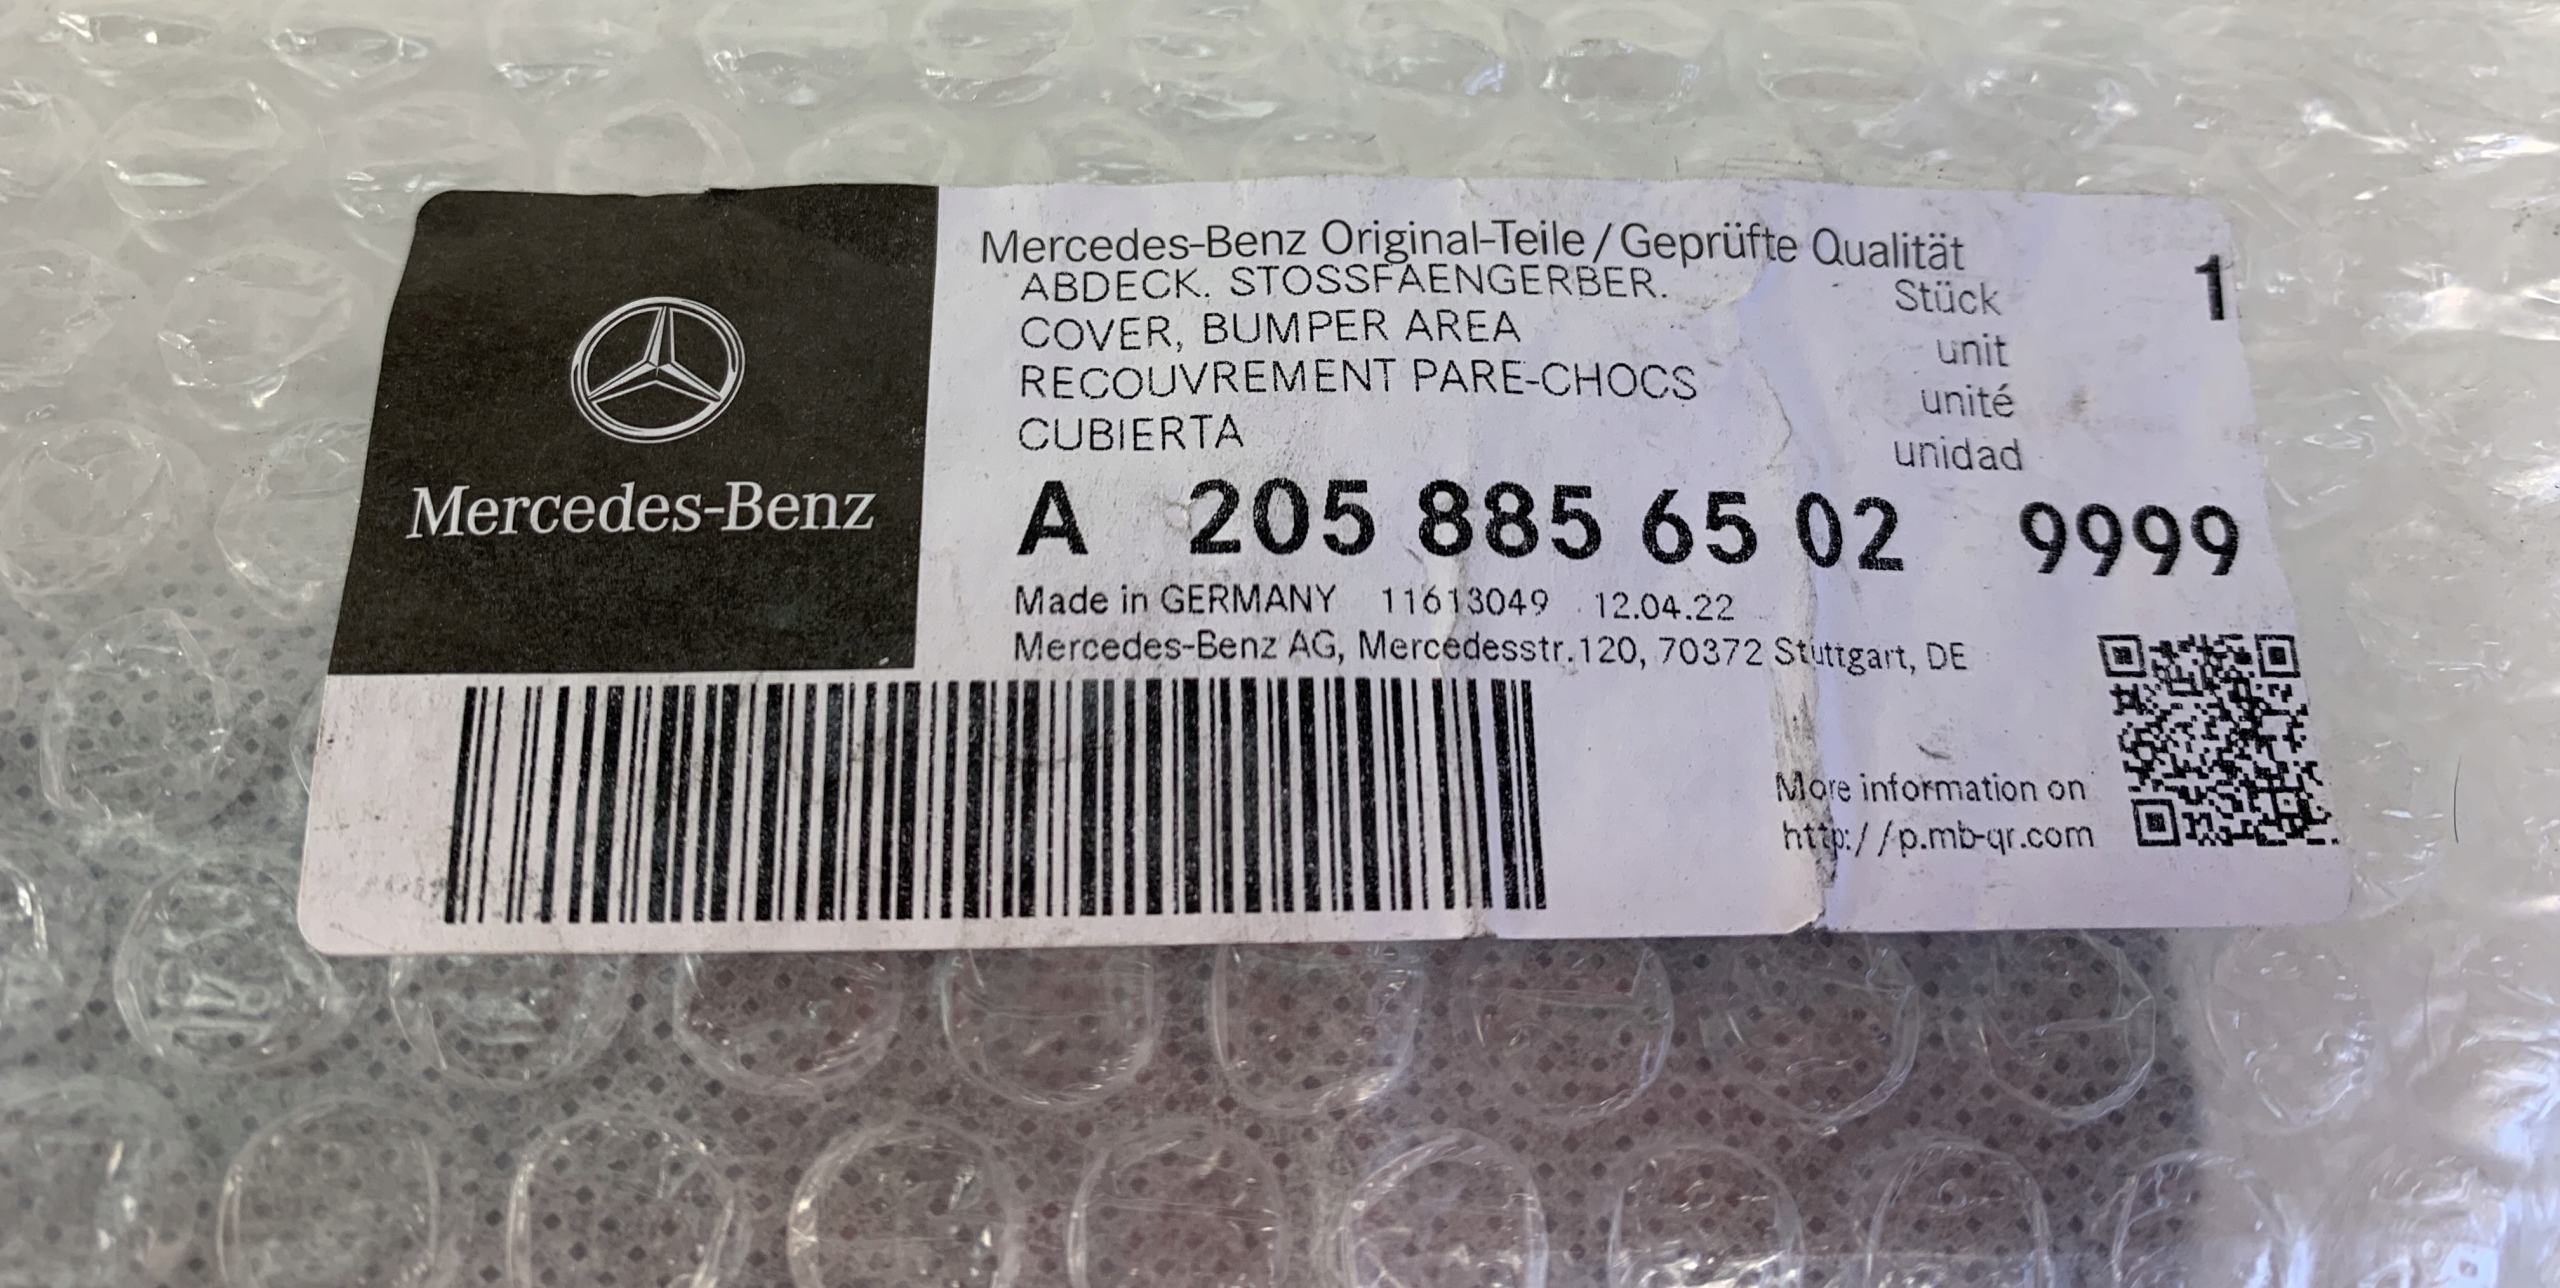 Mercedes-Benz
Mercedes-Benz Original-Teile/Geprüfte Qualität
ABDECK. STOSSFAENGERBER.
COVER, BUMPER AREA
RECOUVREMENT PARE-CHOCS
CUBIERTA
Stück 1
unit
unité
unidad
A 205 885 65 02 9999
Made in GERMANY 11613049 12.04.22
Mercedes-Benz AG, Mercedesstr.120, 70372 Stuttgart, DE
More information on
http://p.mb-qr.com